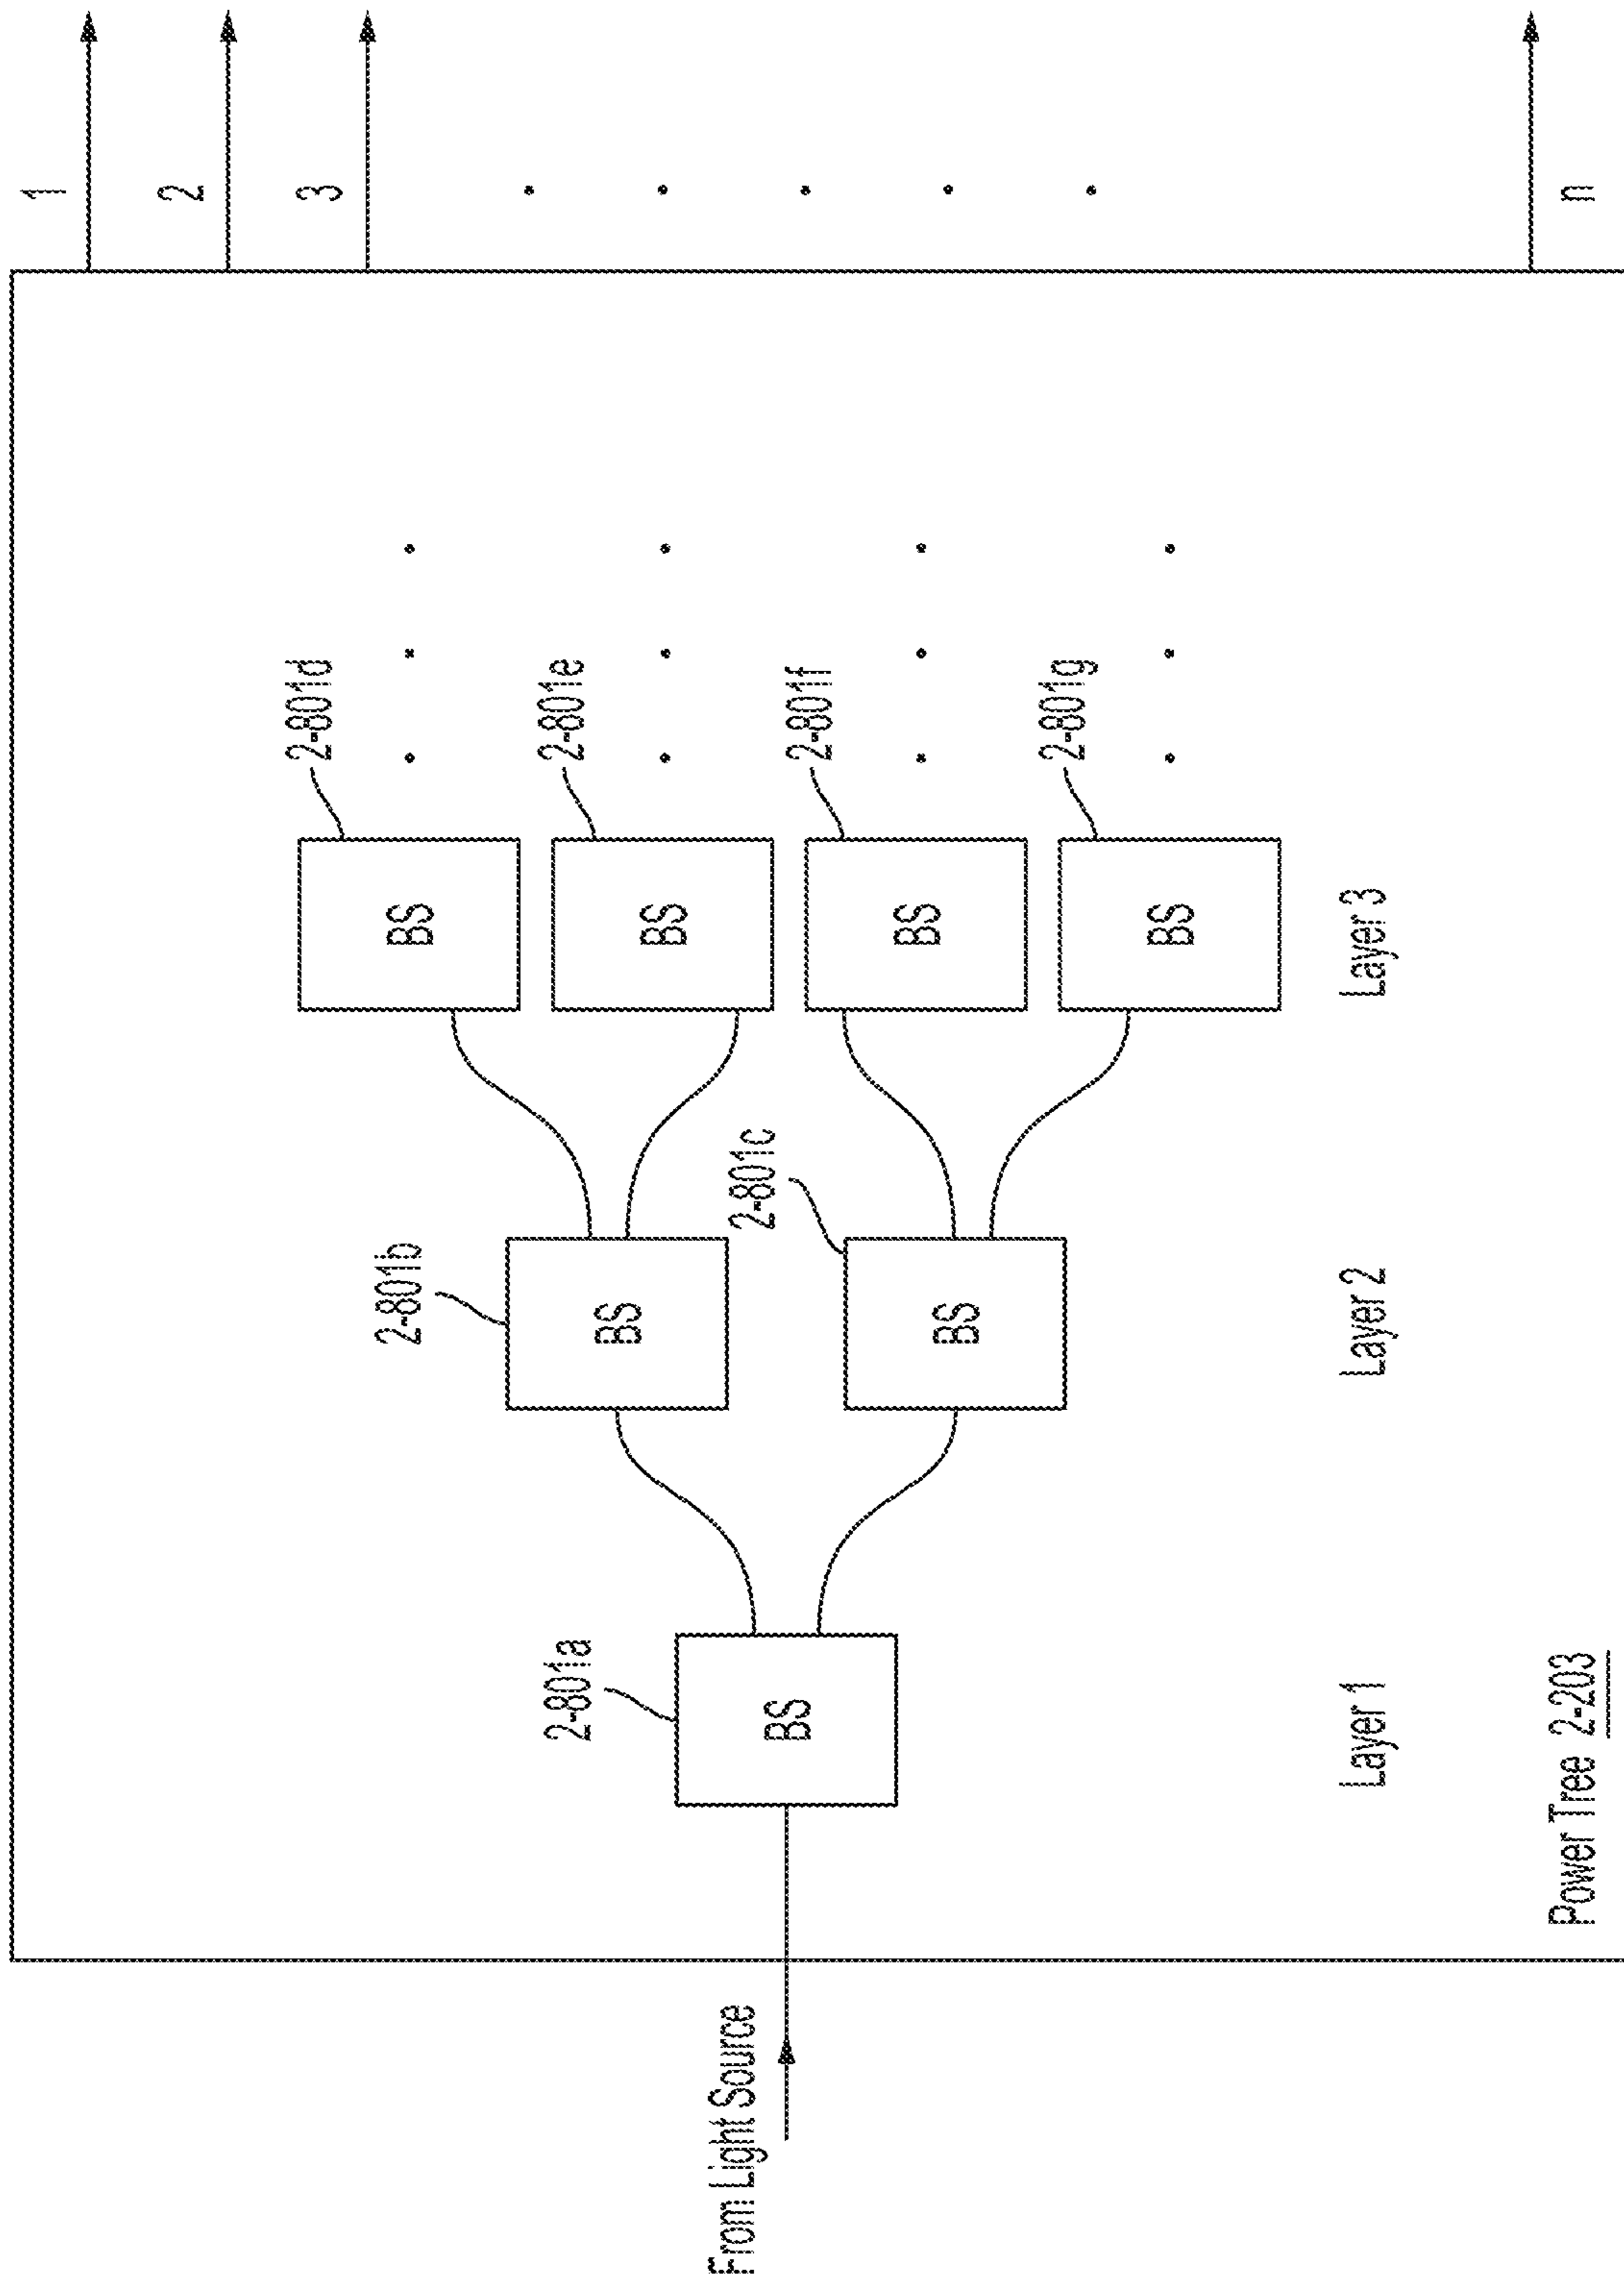 1
2
3
n
2-801d
2-801e
2-801f
2-801g
BS
BS
BS
BS
Layer 3
2-801b
2-801c
BS
BS
Layer 2
2-801a
BS
Layer 1
Power Tree 2-203
From Light Source